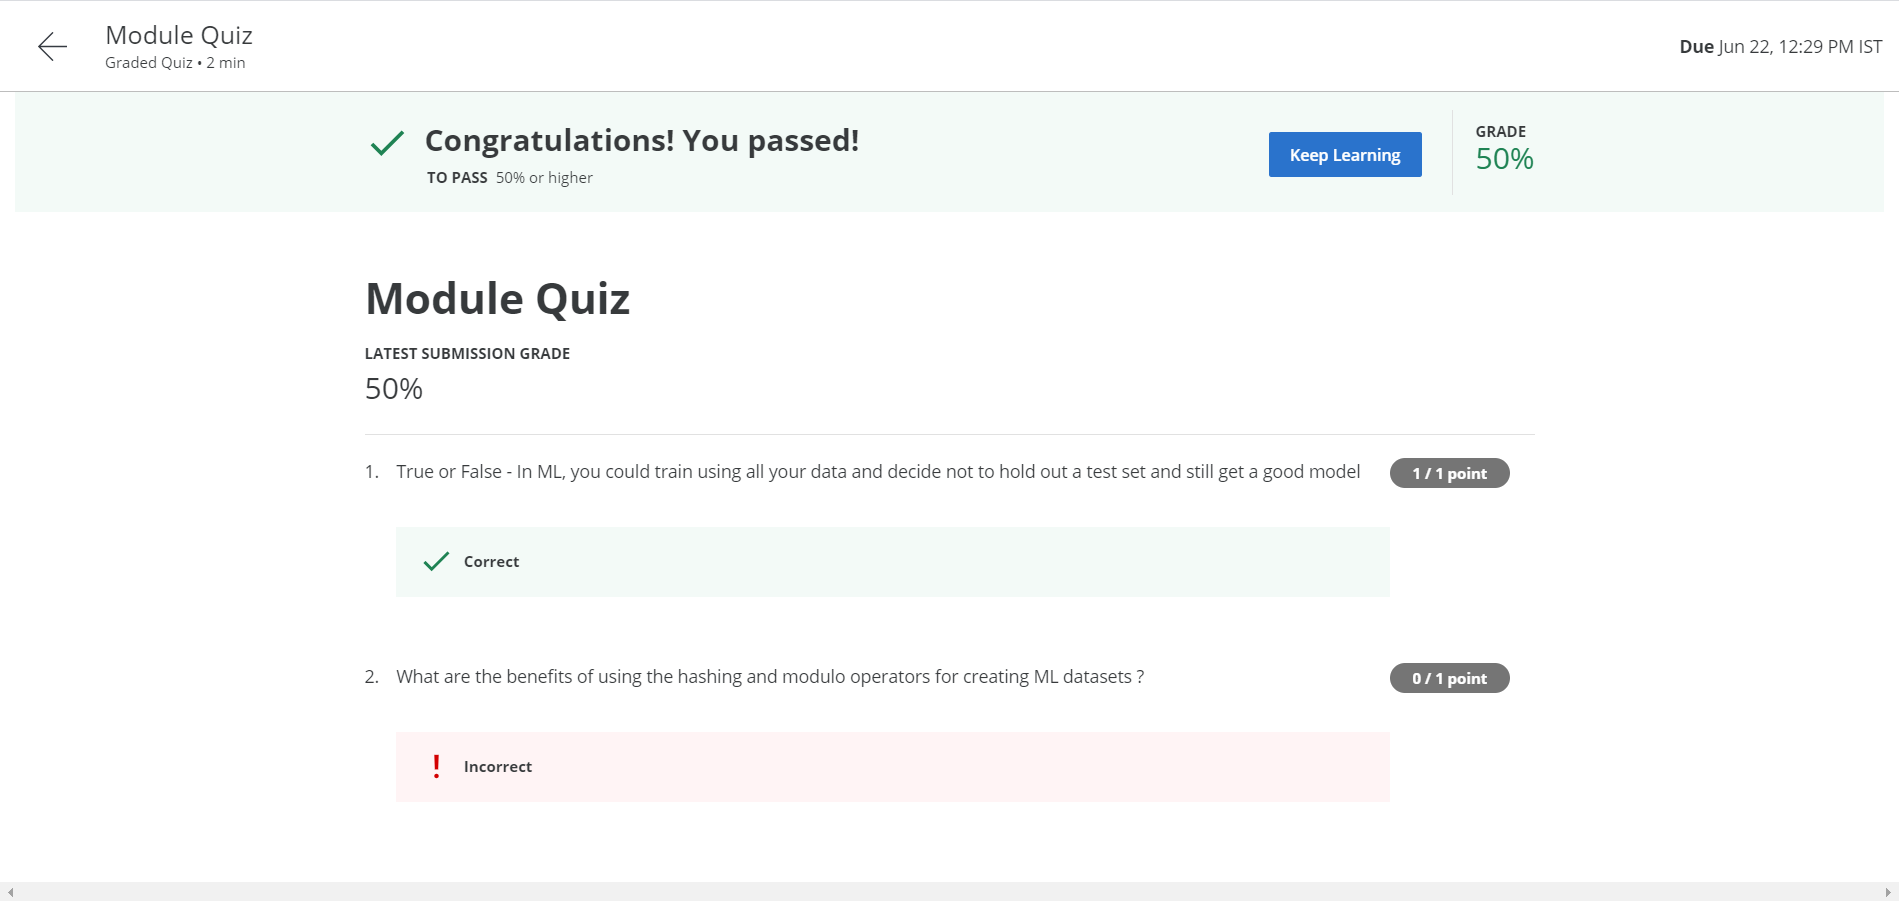 Module Quiz
Graded Quiz • 2 min
Due Jun 22, 12:29 PM IST
Congratulations! You passed!
TO PASS 50% or higher
Keep Learning
GRADE
50%
Module Quiz
LATEST SUBMISSION GRADE
50%
1. True or False - In ML, you could train using all your data and decide not to hold out a test set and still get a good model
1 / 1 point
Correct
2. What are the benefits of using the hashing and modulo operators for creating ML datasets ?
0 / 1 point
Incorrect